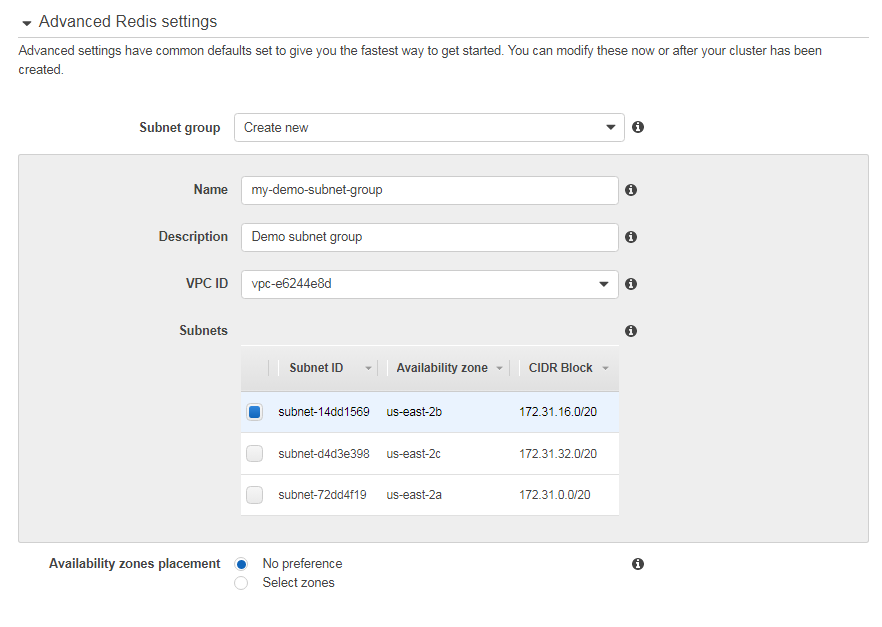 Advanced Redis settings
Advanced settings have common defaults set to give you the fastest way to get started. You can modify these now or after your cluster has been
created.
Subnet group Create new
Name my-demo-subnet-group
Description Demo subnet group
VPC ID vpc-e6244e8d
Subnets
Subnet ID Availability zone CIDR Block
subnet-14dd1569 us-east-2b 172.31.16.0/20
subnet-d4d3e398 us-east-2c 172.31.32.0/20
subnet-72dd4f19 us-east-2a 172.31.0.0/20
Availability zones placement No preference
Select zones